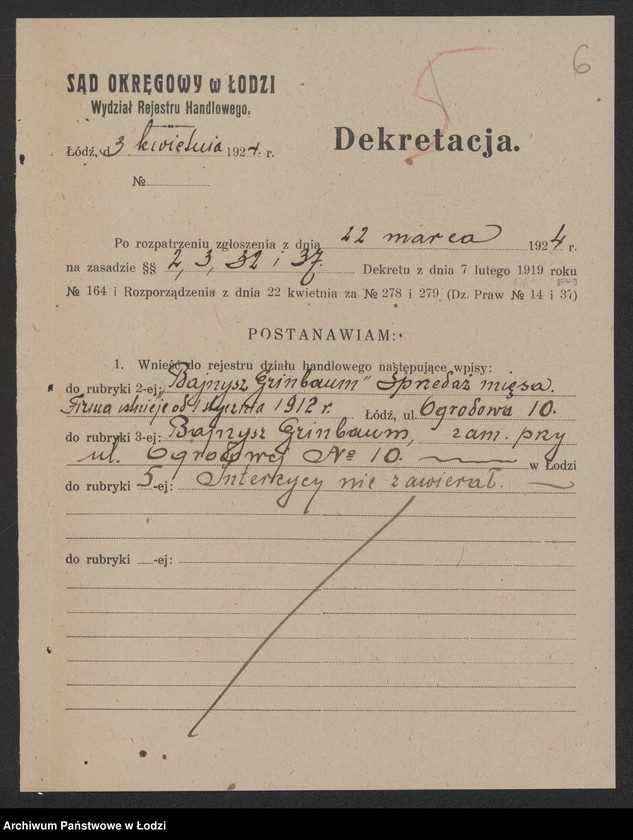 6
5
SĄD OKRĘGOWY w ŁODZI
Wydział Rejestru Handlowego.
Łódź, d. 3 kwietnia 1924 r.
Dekretacja.
№
Po rozpatrzeniu zgłoszenia z dnia 22 marca 1924 r.
na zasadzie §§ 2, 3, 32 i 37. Dekretu z dnia 7 lutego 1919 roku
№ 164 i Rozporządzenia z dnia 22 kwietnia za № 278 i 279 (Dz. Praw № 14 i 37)
POSTANAWIAM:
1. Wnieść do rejestru działu handlowego następujące wpisy:
do rubryki 2-ej: "Bajnysz Grinbaum" Sprzedaż mięsa.
Firma istnieje od 1 stycznia 1912 r. Łódź, ul. Ogrodowa 10.
do rubryki 3-ej: Bajnysz Grinbaum, zam. przy
ul. Ogrodowej № 10. w Łodzi
do rubryki 5-ej: Intercyzy nie zawierał.
do rubryki -ej:
Archiwum Państwowe w Łodzi